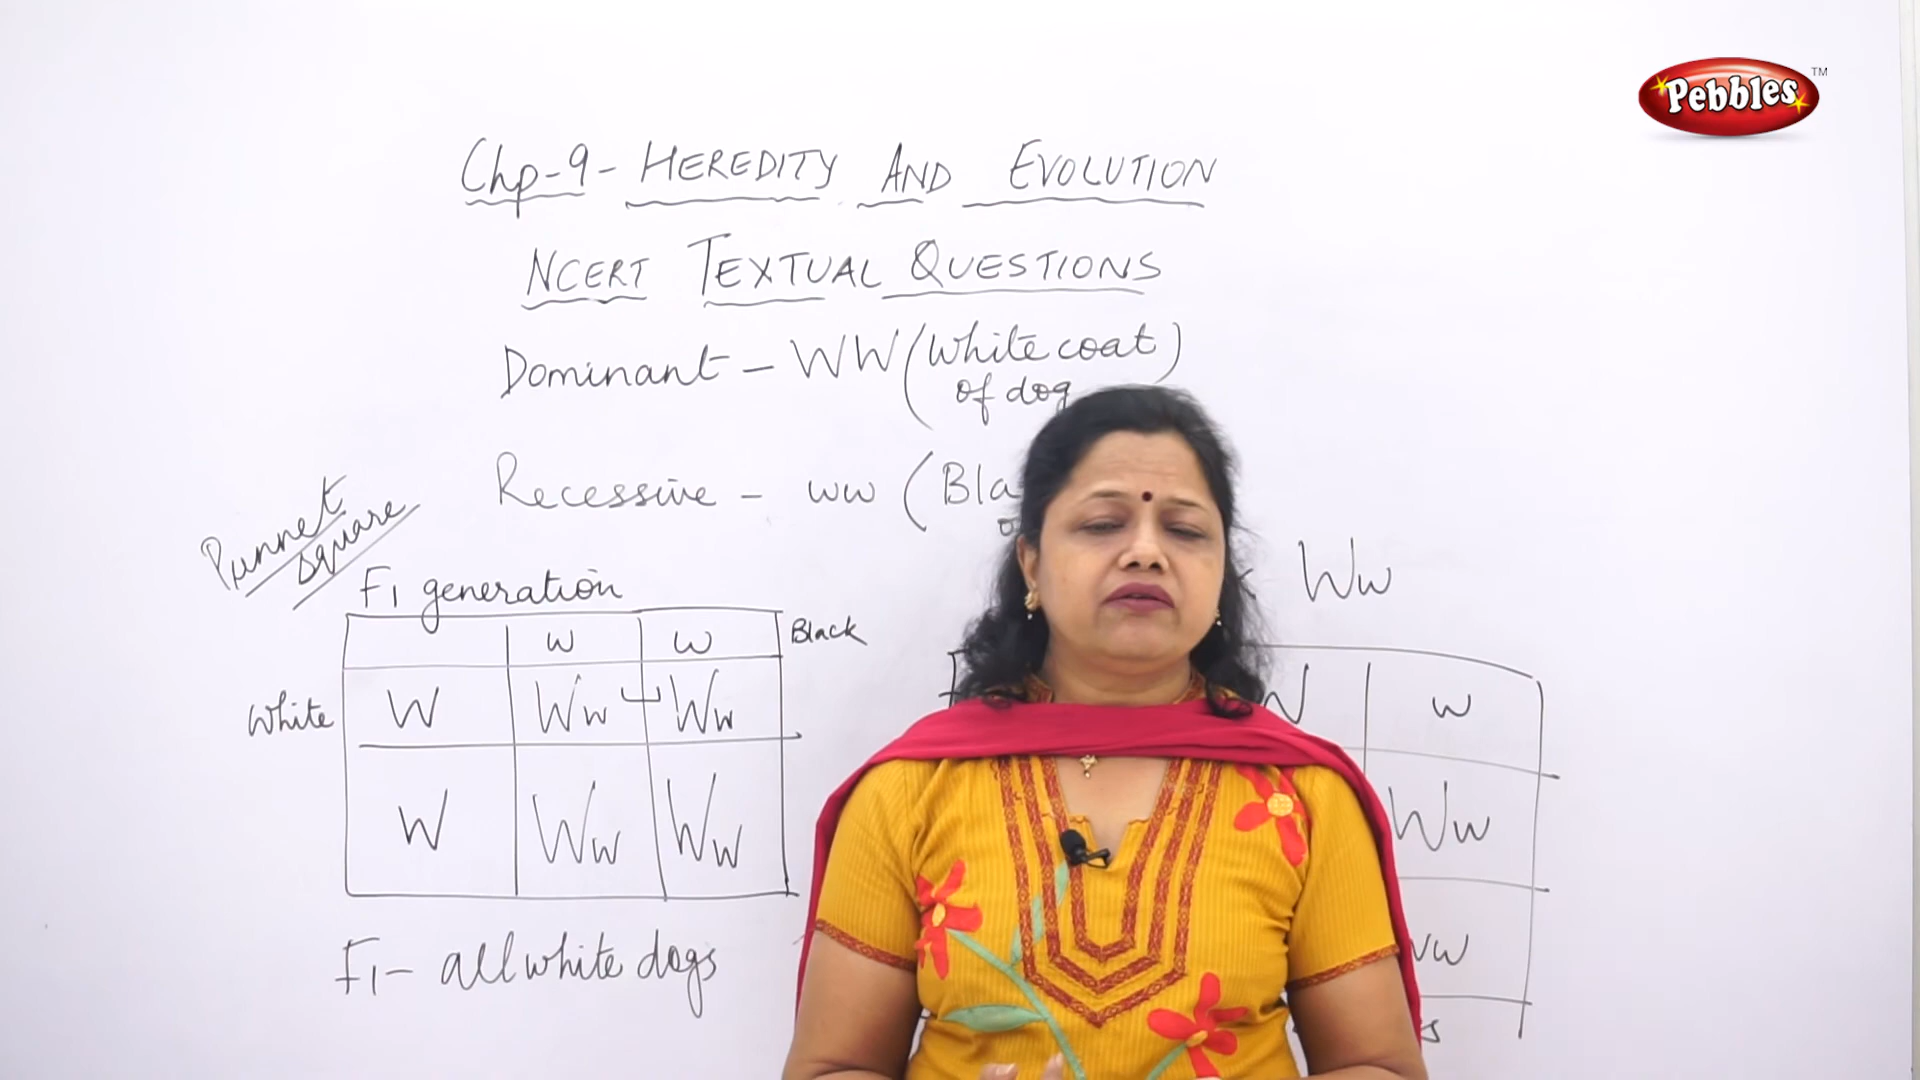 Pebbles TM
Chp-9- HEREDITY AND EVOLUTION
NCERT TEXTUAL QUESTIONS
Dominant - WW (White coat)
of dog
Recessive - ww (Bla
Punnet
square
F1 generation
Ww
w w Black
White W Ww Ww
W Ww Ww
w
Ww
F1- all white dogs